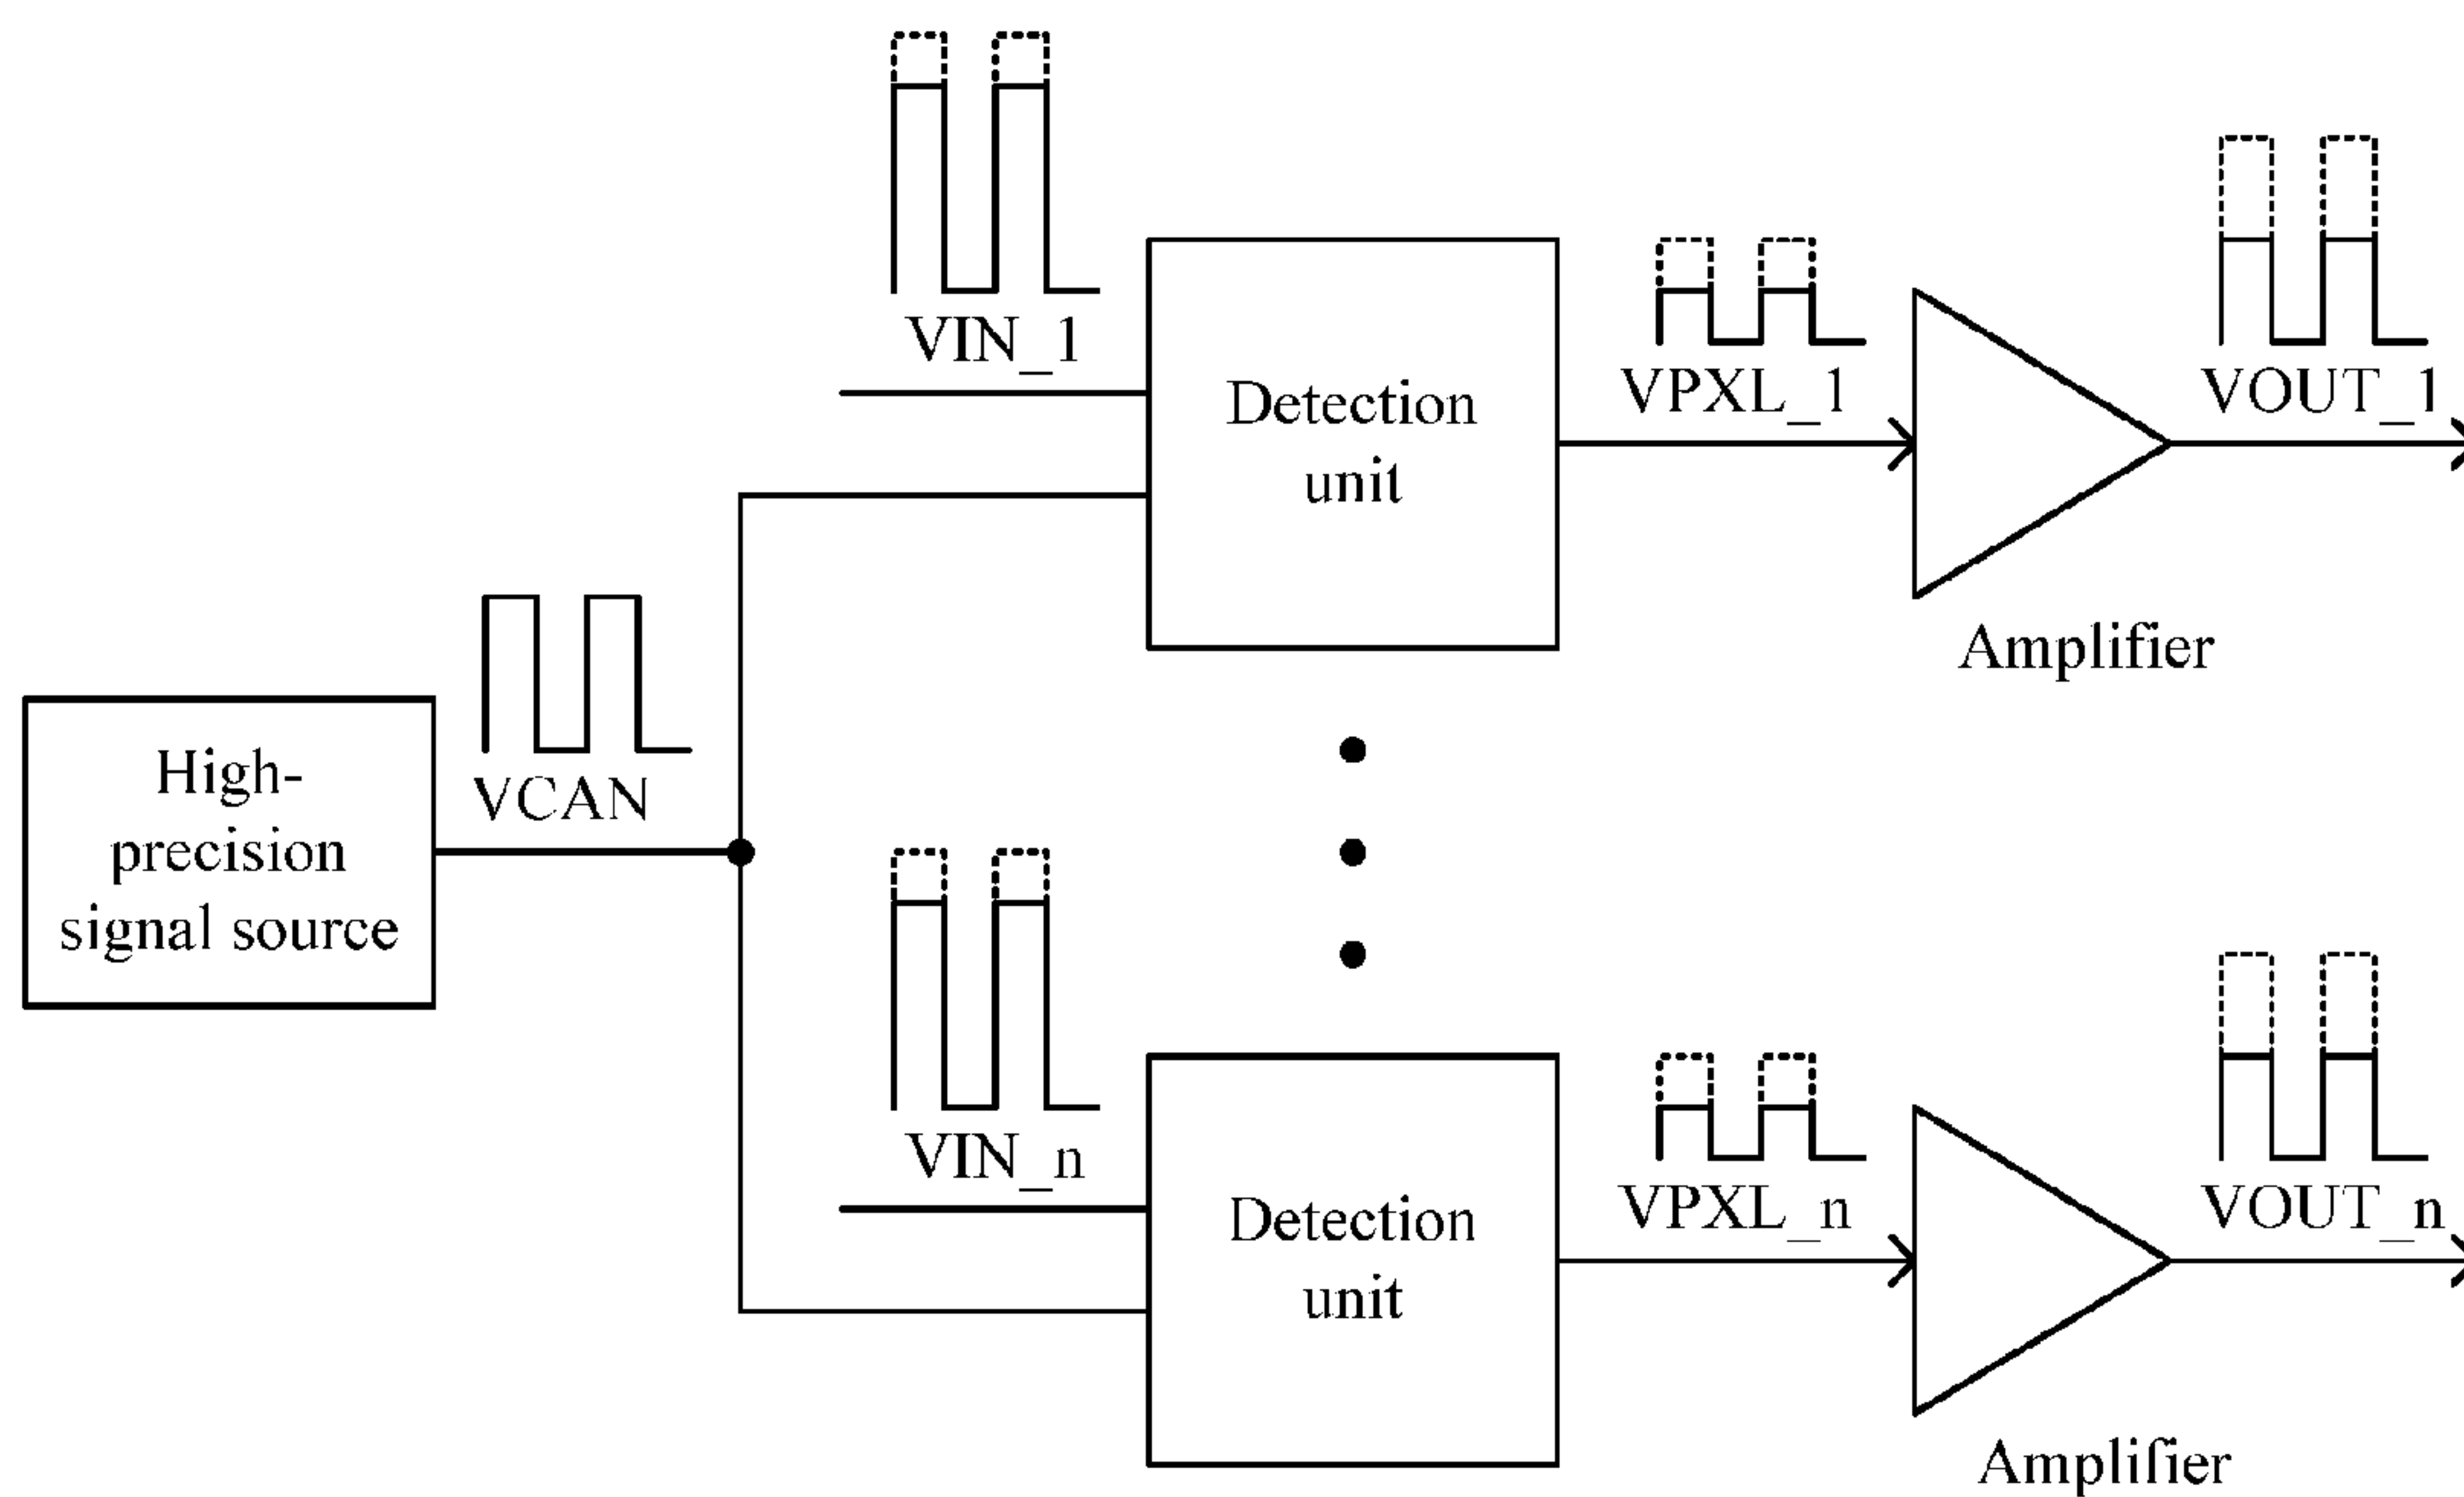 VIN_1
Detection
unit
VPXL_1
VOUT_1
Amplifier
High-
precision
signal source
VCAN
VIN_n
Detection
unit
VPXL_n
VOUT_n
Amplifier